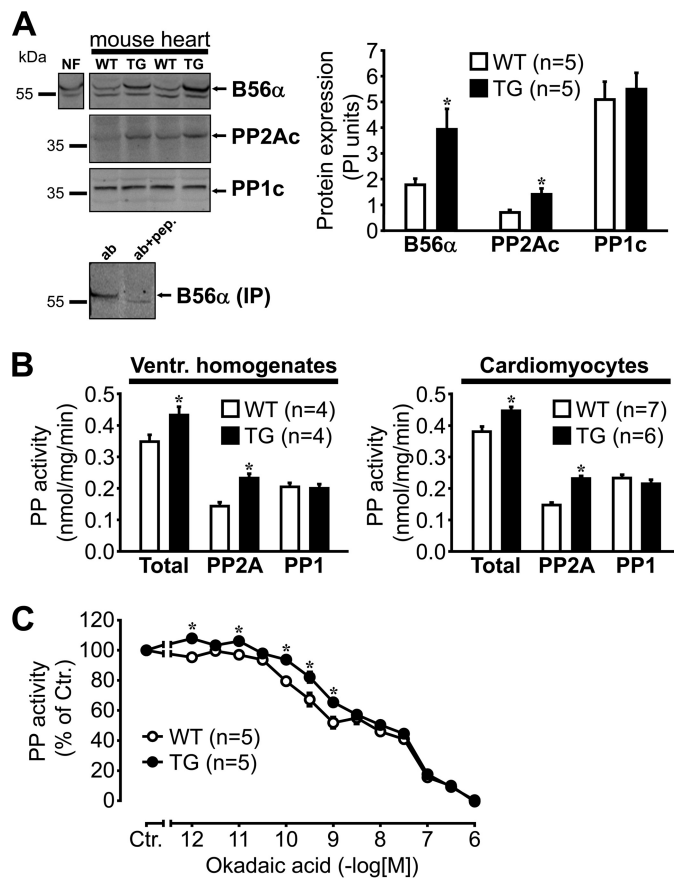 A
mouse heart
kDa
NF WT TG WT TG
55
B56α
35
PP2Ac
35
PP1c
ab ab+pep.
55
B56α (IP)
Protein expression
(PI units)
7
6
5
4
3
2
1
0
WT (n=5)
TG (n=5)
*
*
B56α PP2Ac PP1c
B
Ventr. homogenates
PP activity
(nmol/mg/min)
0.5
0.4
0.3
0.2
0.1
0.0
WT (n=4)
TG (n=4)
*
*
Total PP2A PP1
Cardiomyocytes
PP activity
(nmol/mg/min)
0.5
0.4
0.3
0.2
0.1
0.0
WT (n=7)
TG (n=6)
*
*
Total PP2A PP1
C
PP activity
(% of Ctr.)
120
100
80
60
40
20
0
* * * * *
WT (n=5)
TG (n=5)
Ctr. 12 11 10 9 8 7 6
Okadaic acid (-log[M])